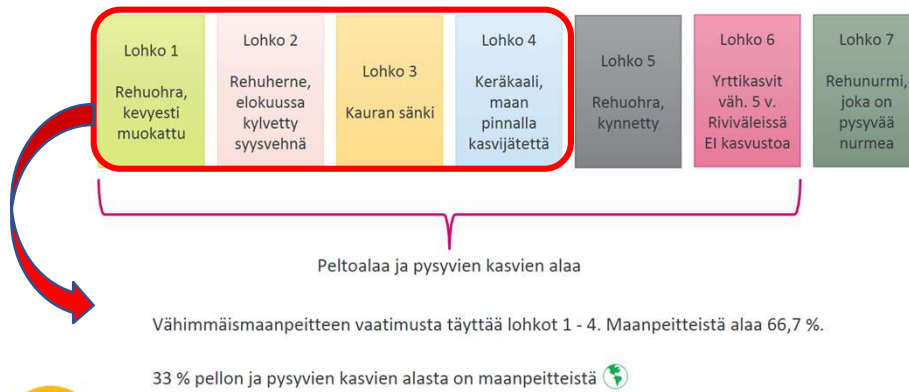 Lohko 1
Rehuohra,
kevyesti
muokattu
Lohko 2
Rehuherne,
elokuussa
kylvetty
syysvehnä
Lohko 3
Kauran sänki
Lohko 4
Keräkaali,
maan
pinnalla
kasvijätettä
Lohko 5
Rehuohra,
kynnetty
Lohko 6
Yrttikasvit
väh. 5 v.
Riviväleissä
EI kasvustoa
Lohko 7
Rehunurmi,
joka on
pysyvää
nurmea
Peltoalaa ja pysyvien kasvien alaa
Vähimmäismaanpeitteen vaatimusta täyttää lohkot 1 - 4. Maanpeitteistä alaa 66,7 %.
33 % pellon ja pysyvien kasvien alasta on maanpeitteistä